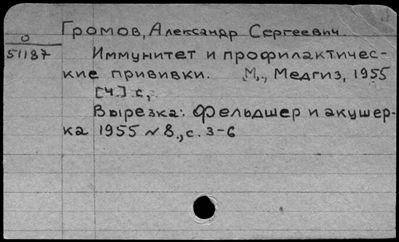 Громов, Александр Сергеевич.
О
51187
Иммунитет и профилактичес-
кие прививки. М., Медгиз, 1955
[4] с,
Вырезка: Фельдшер и акушер-
ка 1955 № 8., с. 3-6